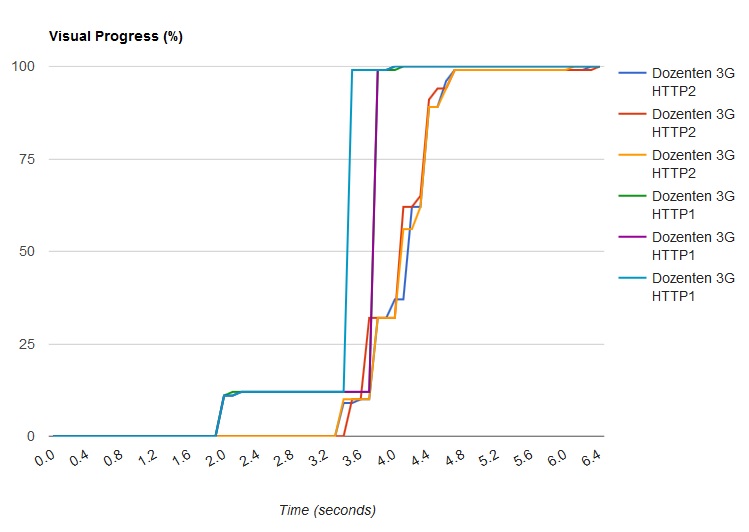 Visual Progress (%)
100
75
50
25
0
0.0 0.4 0.8 1.2 1.6 2.0 2.4 2.8 3.2 3.6 4.0 4.4 4.8 5.2 5.6 6.0 6.4
Time (seconds)
Dozenten 3G
HTTP2
Dozenten 3G
HTTP2
Dozenten 3G
HTTP2
Dozenten 3G
HTTP1
Dozenten 3G
HTTP1
Dozenten 3G
HTTP1